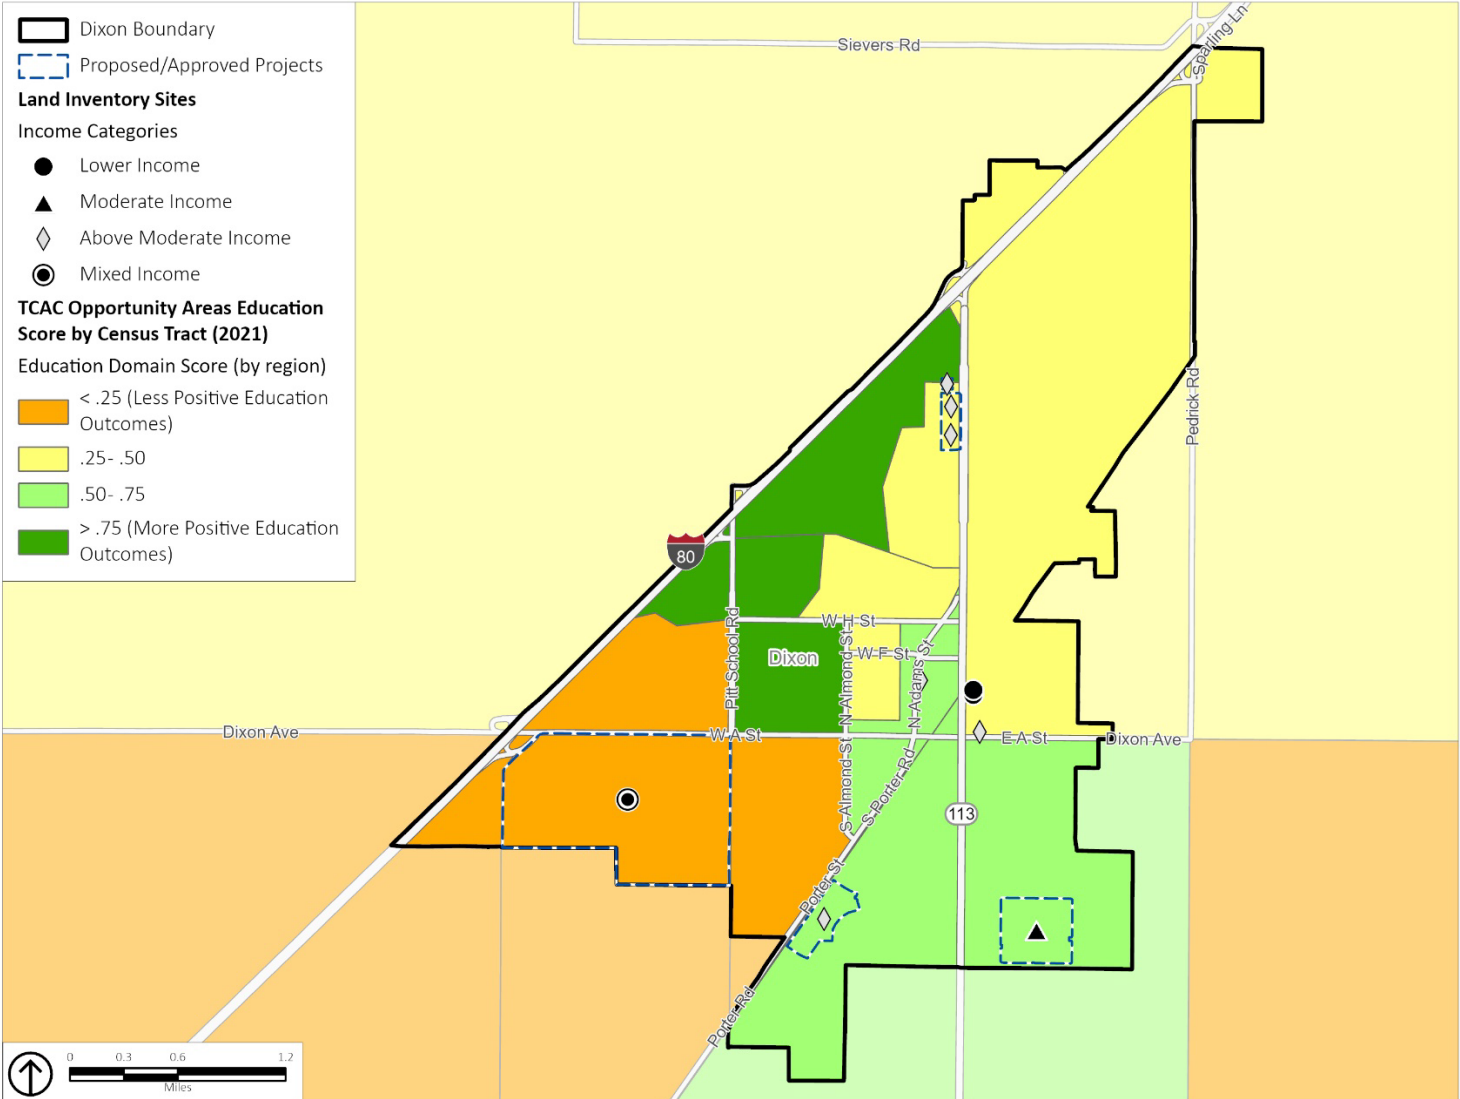 Dixon Boundary
Proposed/Approved Projects
Land Inventory Sites
Income Categories
Lower Income
Moderate Income
Above Moderate Income
Mixed Income
TCAC Opportunity Areas Education
Score by Census Tract (2021)
Education Domain Score (by region)
< .25 (Less Positive Education
Outcomes)
.25- .50
.50- .75
> .75 (More Positive Education
Outcomes)
Sievers Rd
Sparling Ln
Pedrick Rd
80
Pitt School Rd
W H St
Dixon
W F St
N Almond St
N Adams St
Dixon Ave
W A St
E A St
Dixon Ave
S Almond St
S Porter Rd
113
Porter St
Porter Rd
0 0.3 0.6 1.2
Miles